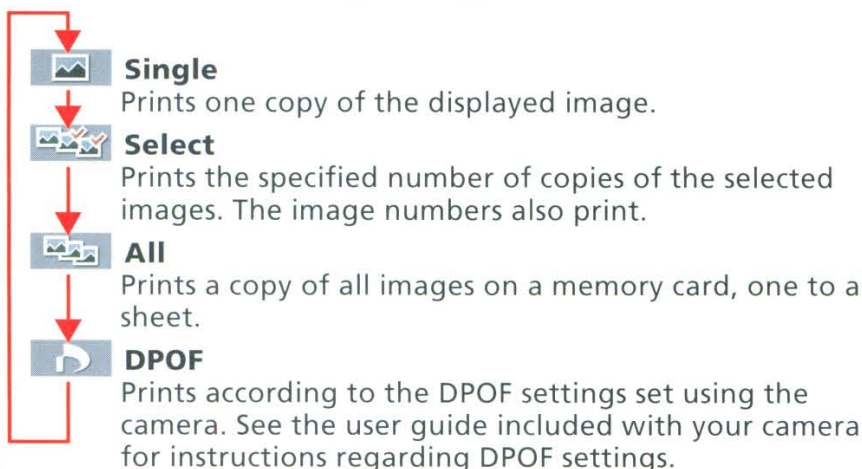 Single
Prints one copy of the displayed image.
Select
Prints the specified number of copies of the selected
images. The image numbers also print.
All
Prints a copy of all images on a memory card, one to a
sheet.
DPOF
Prints according to the DPOF settings set using the
camera. See the user guide included with your camera
for instructions regarding DPOF settings.